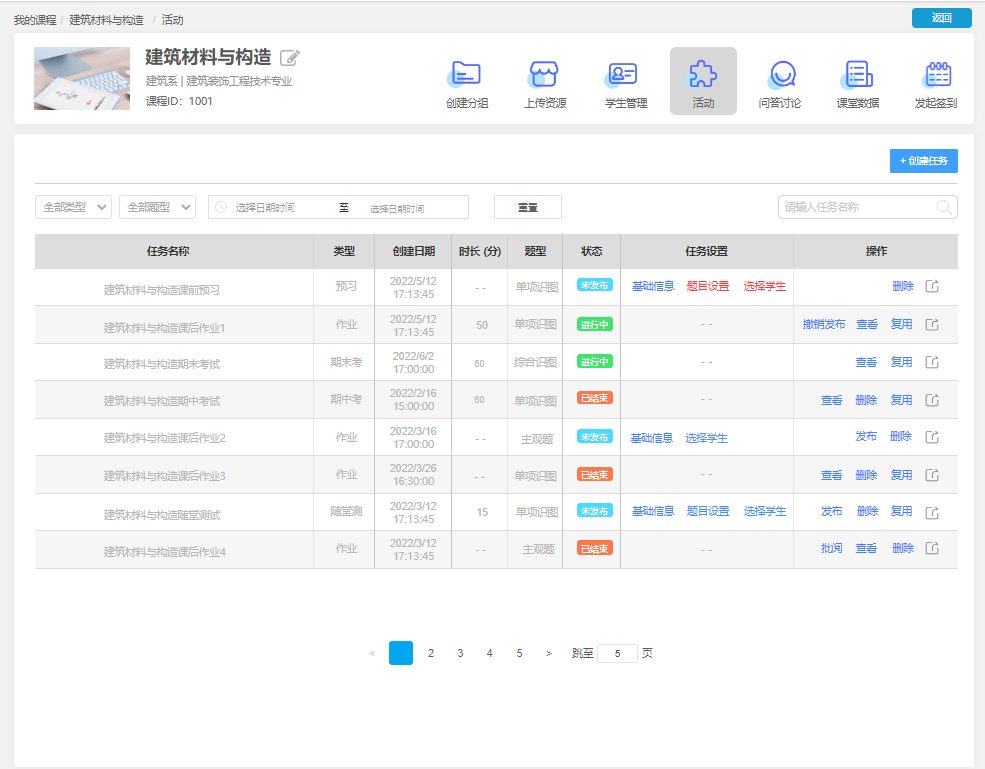 我的课程 / 建筑材料与构造 / 活动
返回
建筑材料与构造
建筑系 | 建筑装饰工程技术专业
课程ID: 1001
创建分组 上传资源 学生管理 活动 问答讨论 课堂数据 发起签到
+ 创建任务
全部类型 全部题型 选择日期时间 至 选择日期时间 重置 请输入任务名称
任务名称 类型 创建日期 时长 (分) 题型 状态 任务设置 操作
建筑材料与构造课前预习 预习 2022/5/12 17:13:45 - - 单项识图 未发布 基础信息 题目设置 选择学生 删除
建筑材料与构造课后作业1 作业 2022/5/12 17:13:45 50 单项识图 进行中 - - 撤销发布 查看 复用
建筑材料与构造期末考试 期末考 2022/6/2 17:00:00 60 综合识图 进行中 - - 查看 复用
建筑材料与构造期中考试 期中考 2022/2/16 15:00:00 60 单项识图 已结束 - - 查看 删除 复用
建筑材料与构造课后作业2 作业 2022/3/16 17:00:00 - - 主观题 未发布 基础信息 选择学生 发布 删除
建筑材料与构造课后作业3 作业 2022/3/26 16:30:00 - - 单项识图 已结束 - - 查看 删除 复用
建筑材料与构造随堂测试 随堂测 2022/3/12 17:13:45 15 单项识图 未发布 基础信息 题目设置 选择学生 发布 删除 复用
建筑材料与构造课后作业4 作业 2022/3/12 17:13:45 - - 主观题 已结束 - - 批阅 查看 删除
< 1 2 3 4 5 > 跳至 5 页